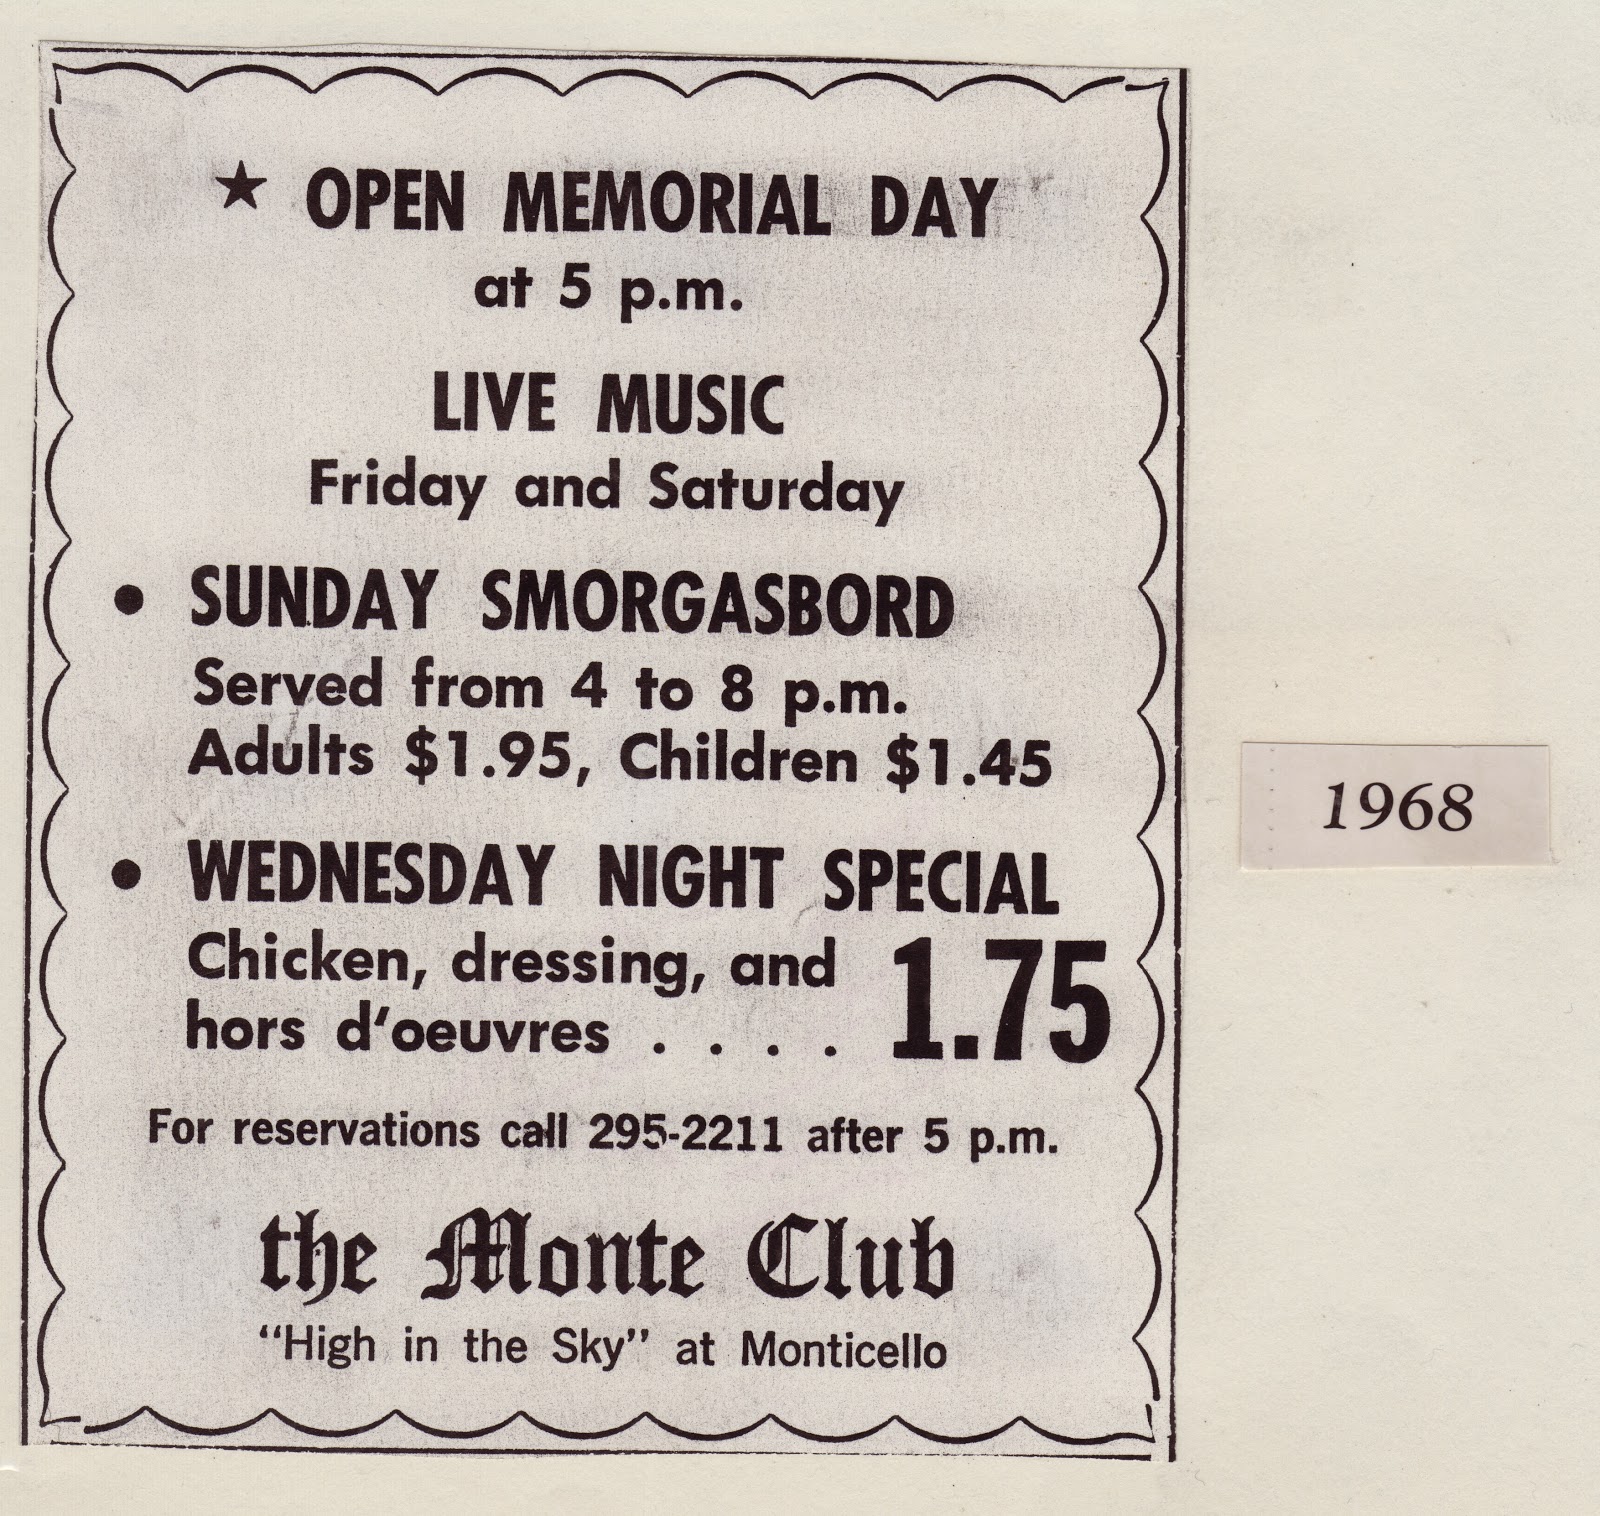 ★ OPEN MEMORIAL DAY
at 5 p.m.
LIVE MUSIC
Friday and Saturday
• SUNDAY SMORGASBORD
Served from 4 to 8 p.m.
Adults $1.95, Children $1.45
• WEDNESDAY NIGHT SPECIAL
Chicken, dressing, and
hors d'oeuvres . . . . 1.75
For reservations call 295-2211 after 5 p.m.
the Monte Club
"High in the Sky" at Monticello
1968